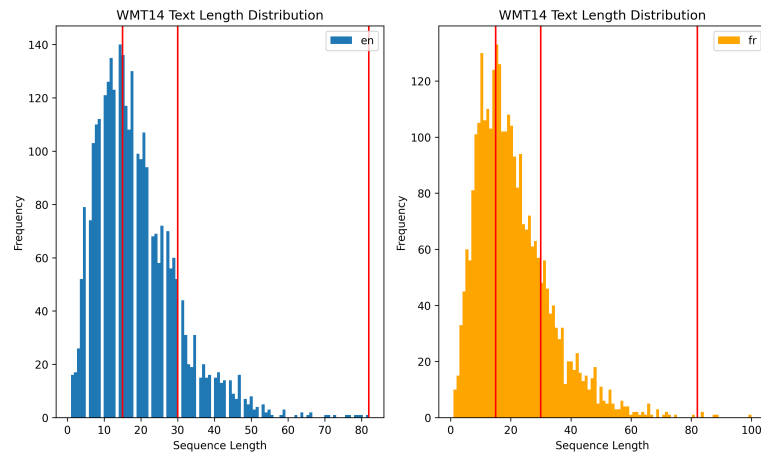 WMT14 Text Length Distribution
en
Frequency
140
120
100
80
60
40
20
0
0 10 20 30 40 50 60 70 80
Sequence Length
WMT14 Text Length Distribution
fr
Frequency
120
100
80
60
40
20
0
0 20 40 60 80 100
Sequence Length